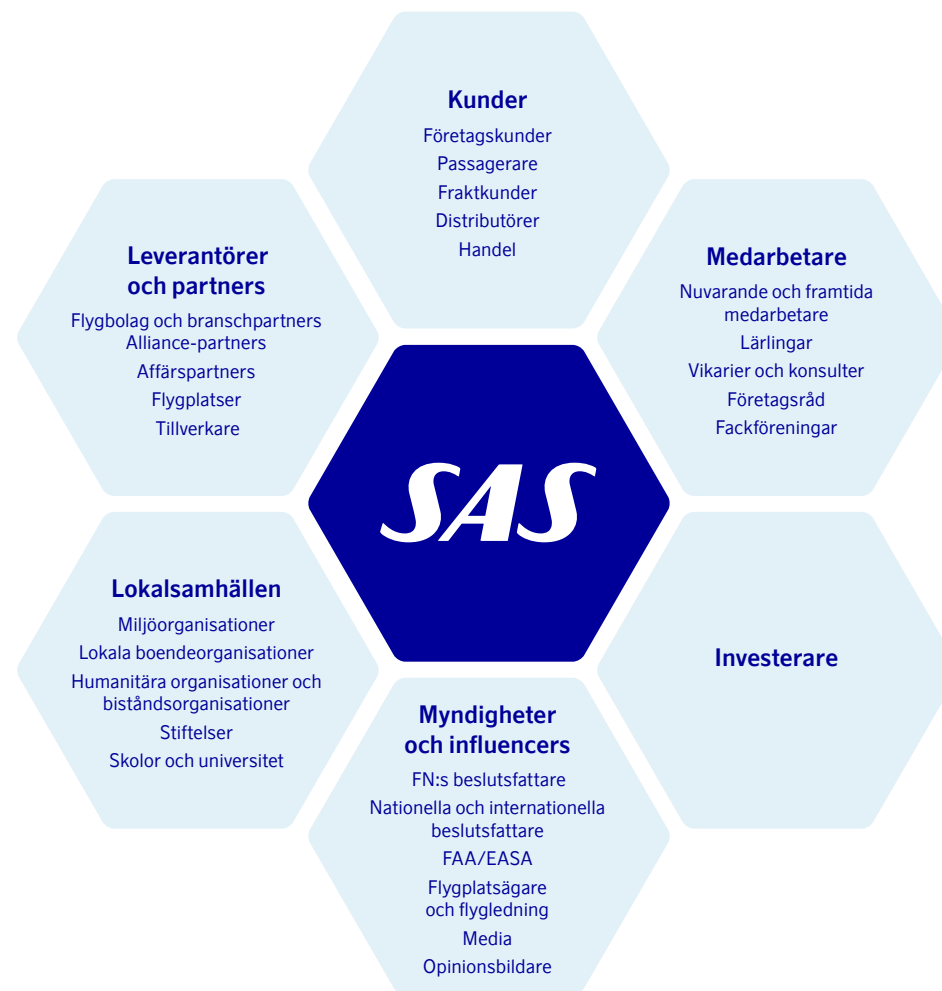 Kunder
Företagskunder
Passagerare
Fraktkunder
Distributörer
Handel
Leverantörer
och partners
Flygbolag och branschpartners
Alliance-partners
Affärspartners
Flygplatser
Tillverkare
Medarbetare
Nuvarande och framtida
medarbetare
Lärlingar
Vikarier och konsulter
Företagsråd
Fackföreningar
SAS
Lokalsamhällen
Miljöorganisationer
Lokala boendeorganisationer
Humanitära organisationer och
biståndsorganisationer
Stiftelser
Skolor och universitet
Investerare
Myndigheter
och influencers
FN:s beslutsfattare
Nationella och internationella
beslutsfattare
FAA/EASA
Flygplatsägare
och flygledning
Media
Opinionsbildare